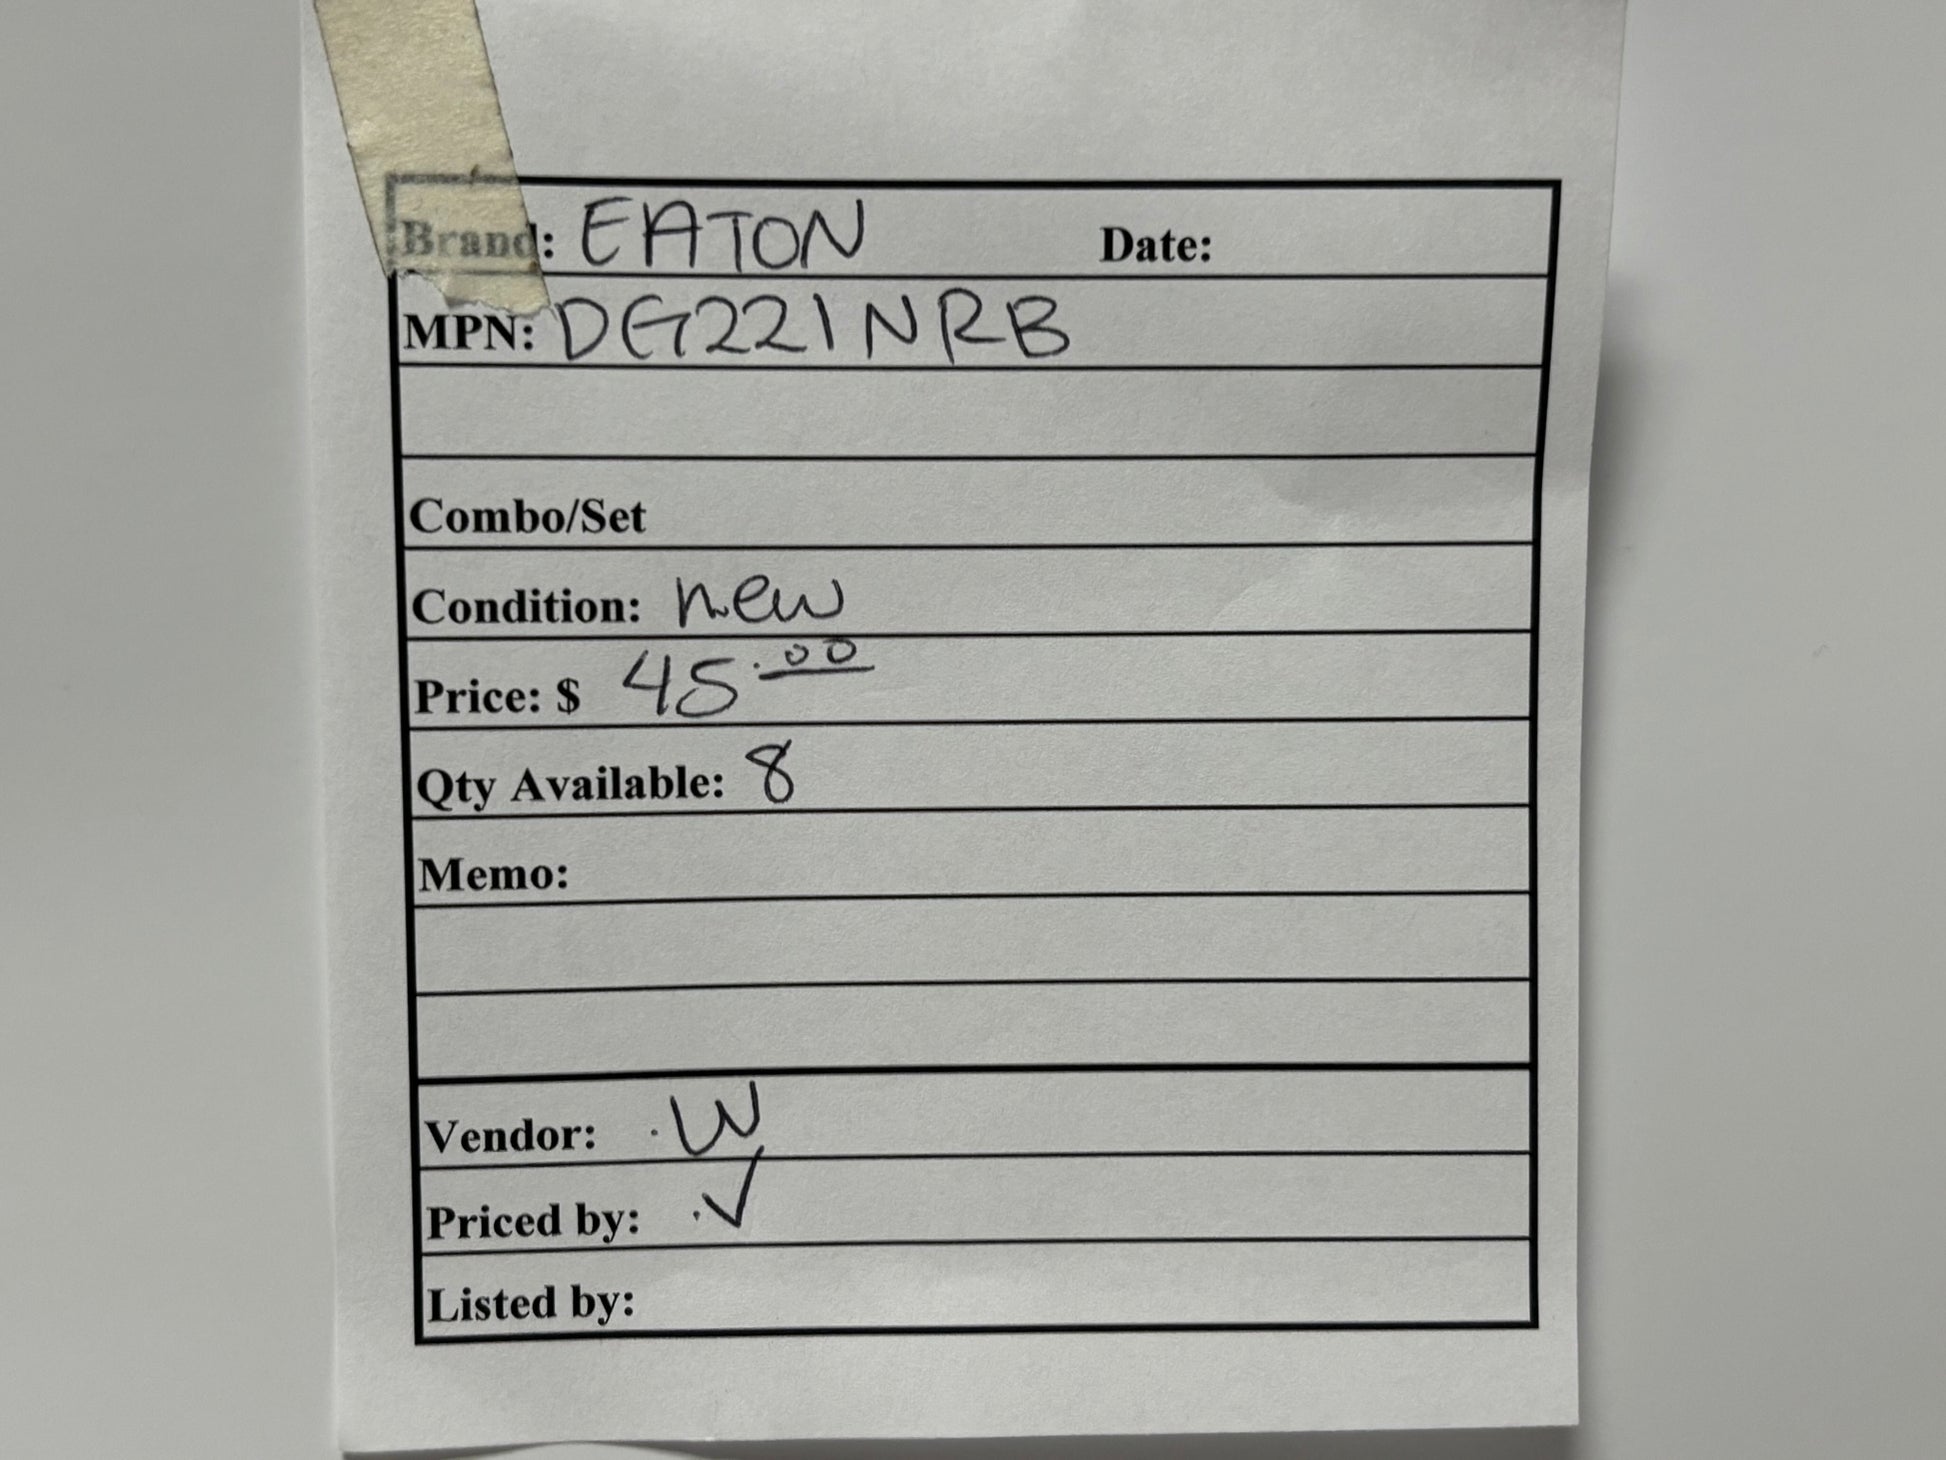 Brand: EATON Date:
MPN: DG221NRB
Combo/Set
Condition: new
Price: $ 45.00
Qty Available: 8
Memo:
Vendor: W
Priced by: ✓
Listed by: